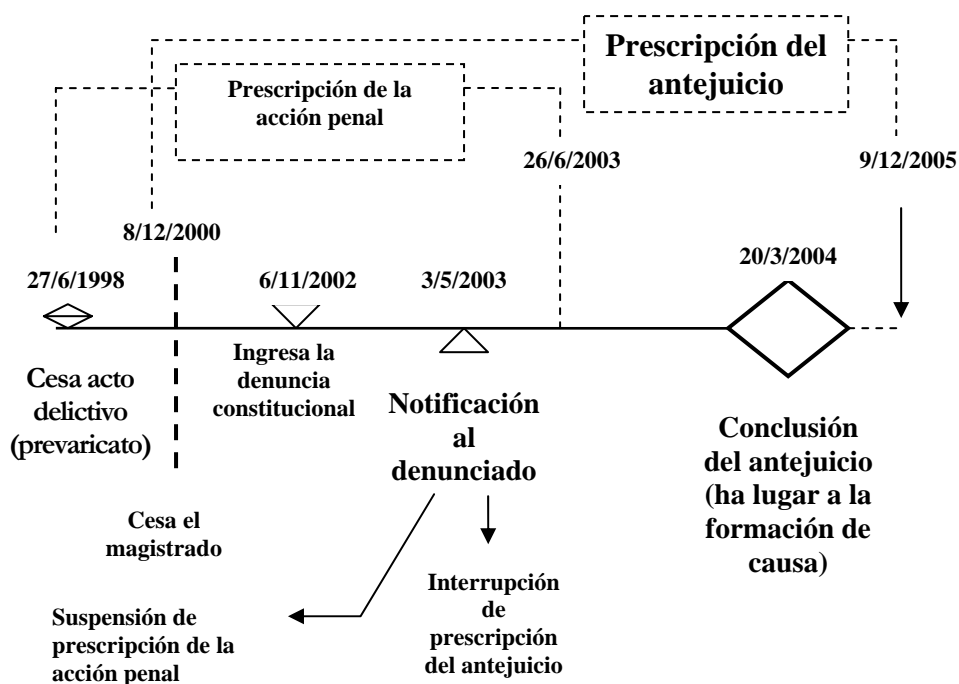 Prescripción del
antejuicio
Prescripción de la
acción penal
26/6/2003
9/12/2005
8/12/2000
20/3/2004
27/6/1998
6/11/2002
3/5/2003
Cesa acto
delictivo
(prevaricato)
Ingresa la
denuncia
constitucional
Notificación
al
denunciado
Conclusión
del antejuicio
(ha lugar a la
formación de
causa)
Cesa el
magistrado
Suspensión de
prescripción de la
acción penal
Interrupción
de
prescripción
del antejuicio